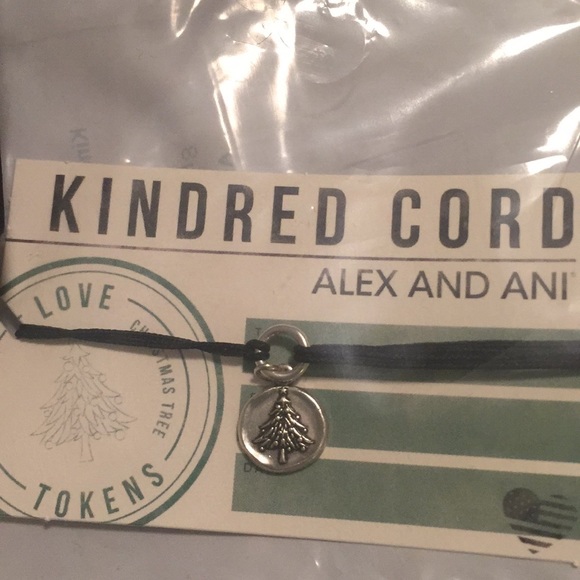 KINDRED CORD
ALEX AND ANI
LOVE
CHRISTMAS TREE
TOKENS